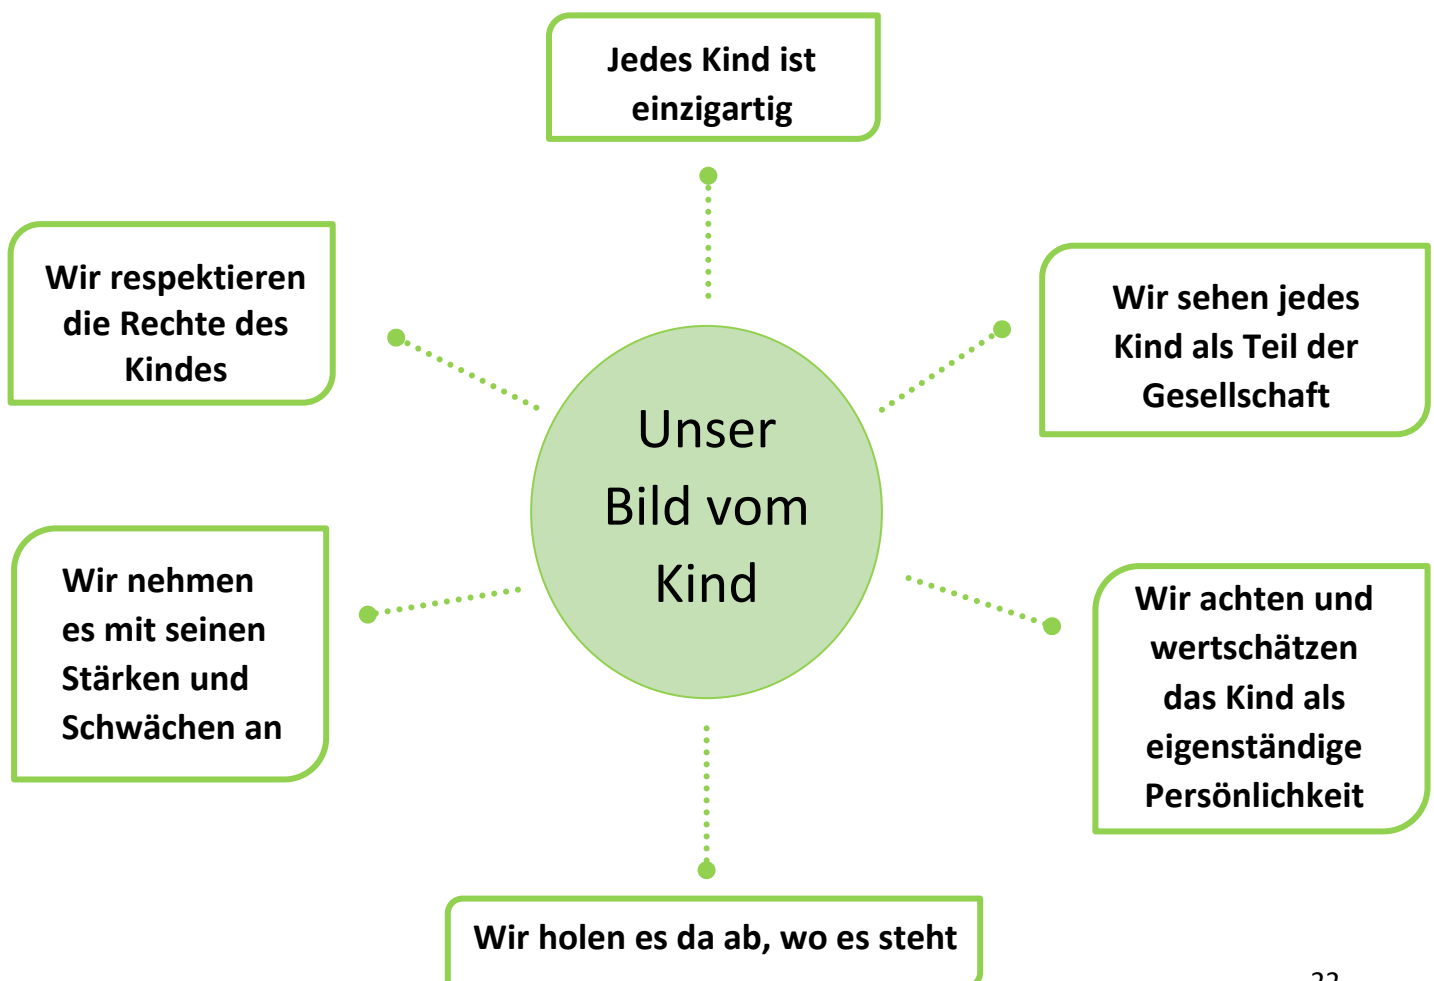 Jedes Kind ist
einzigartig
Wir respektieren
die Rechte des
Kindes
Wir sehen jedes
Kind als Teil der
Gesellschaft
Unser
Bild vom
Kind
Wir nehmen
es mit seinen
Stärken und
Schwächen an
Wir achten und
wertschätzen
das Kind als
eigenständige
Persönlichkeit
Wir holen es da ab, wo es steht